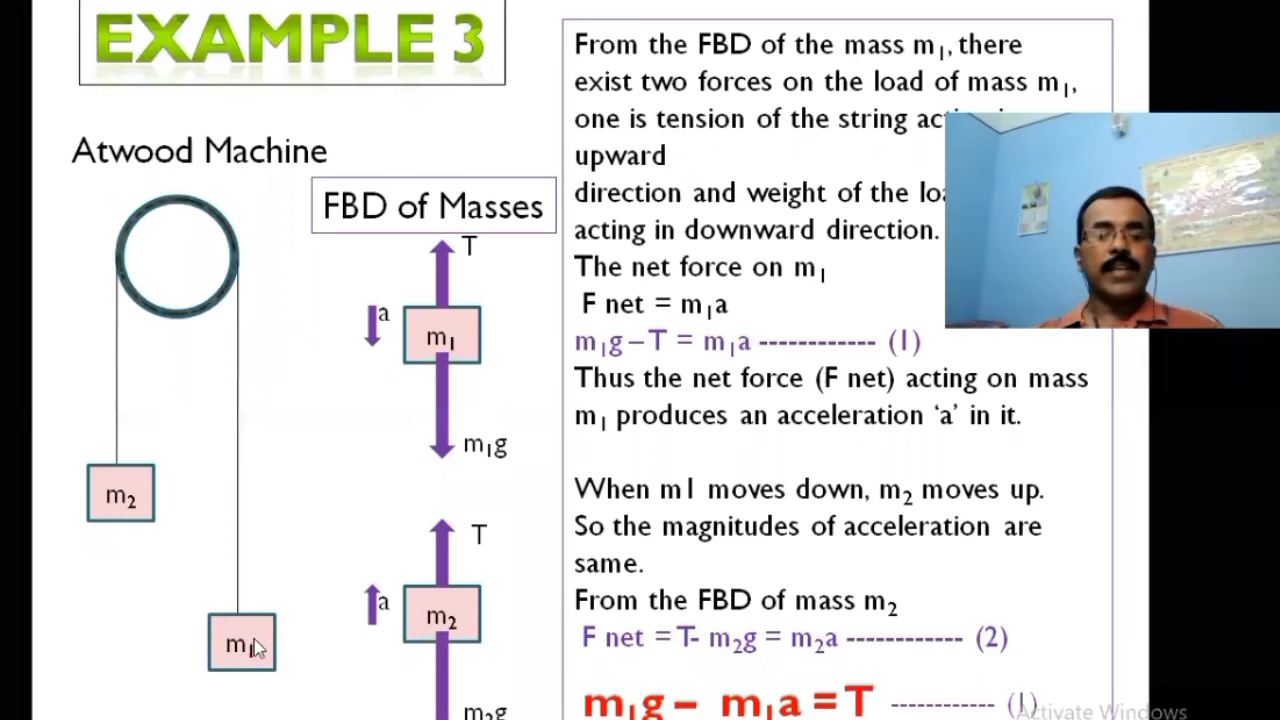 EXAMPLE 3
Atwood Machine
FBD of Masses
T
a
m₁
m₁g
m₂
T
a
m₂
m₂g
m₁
From the FBD of the mass m₁, there
exist two forces on the load of mass m₁,
one is tension of the string
upward
direction and weight of the
acting in downward direction.
The net force on m₁
F net = m₁a
m₁g – T = m₁a ------------ (1)
Thus the net force (F net) acting on mass
m₁ produces an acceleration ‘a’ in it.
When m1 moves down, m₂ moves up.
So the magnitudes of acceleration are
same.
From the FBD of mass m₂
F net = T- m₂g = m₂a ------------ (2)
m₁g – m₁a = T ----------- (1)
Activate Windows